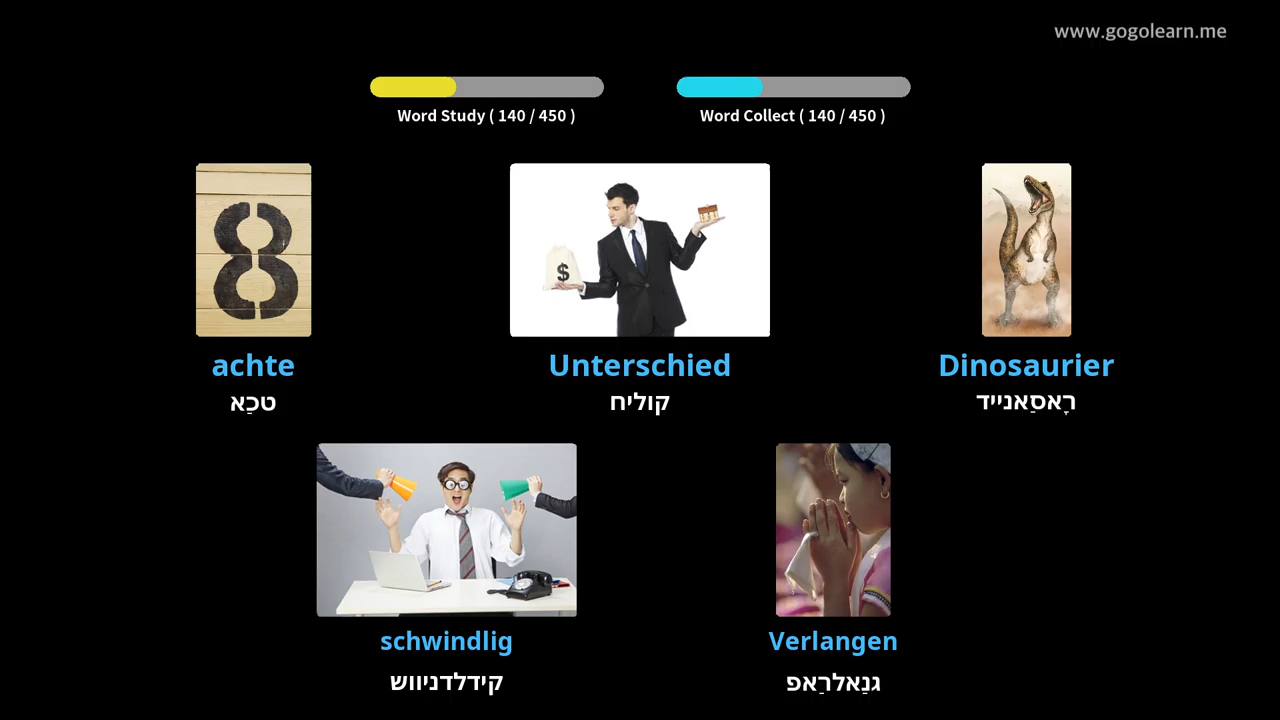 www.gogolearn.me
Word Study ( 140 / 450 )
Word Collect ( 140 / 450 )
achte
טכַא
Unterschied
קוליח
Dinosaurier
רָאסַאנייד
schwindlig
קידלדניווש
Verlangen
גנַאלרַאפ